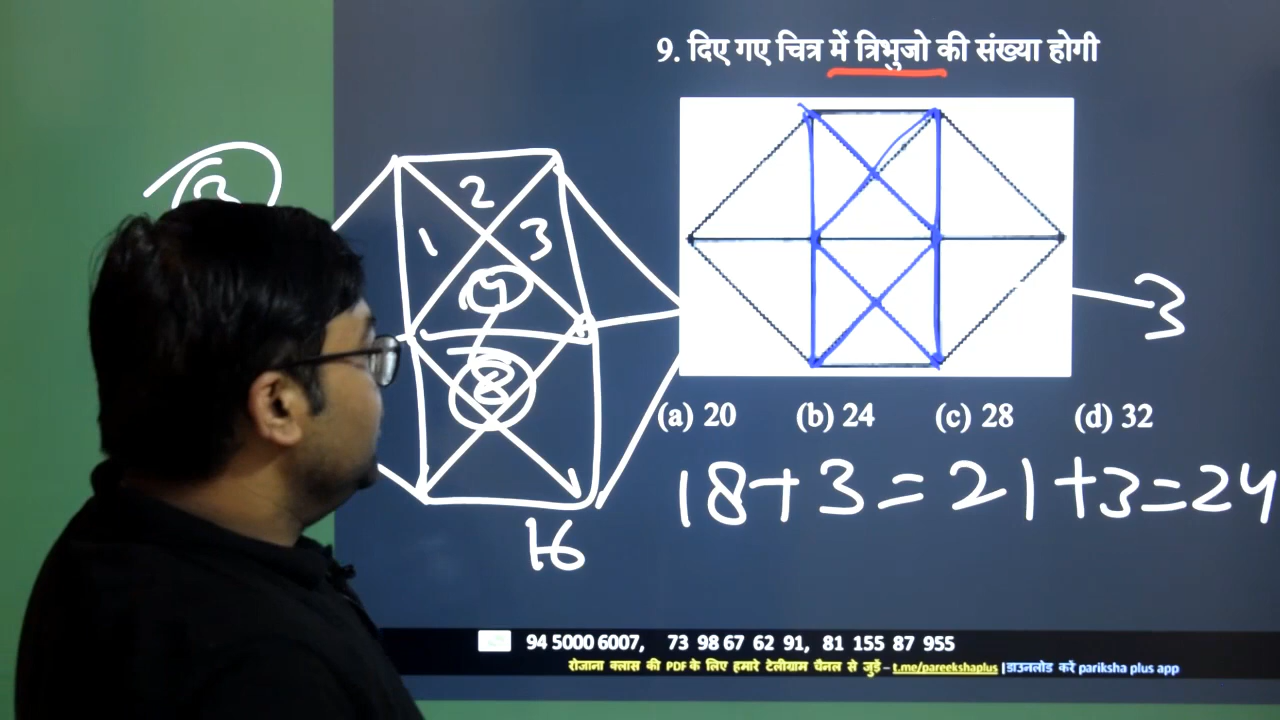 9. दिए गए चित्र में त्रिभुजो की संख्या होगी
2
1
3
3
8
16
(a) 20 (b) 24 (c) 28 (d) 32
18+3=21+3=24
94 5000 6007, 73 98 67 62 91, 81 155 87 955
रोजाना क्लास की PDF के लिए हमारे टेलीग्राम चैनल से जुड़ें – t.me/pareekshaplus | डाउनलोड करें pariksha plus app